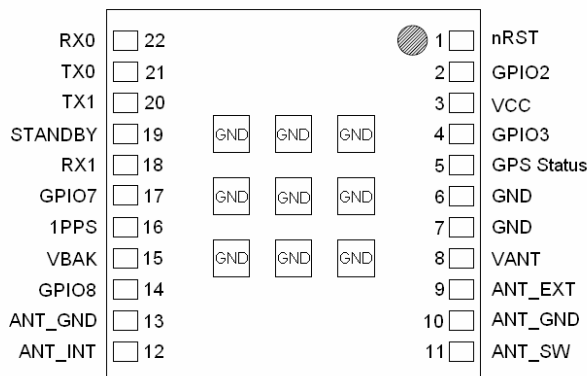 RX0 22 1 nRST
TX0 21 2 GPIO2
TX1 20 3 VCC
STANDBY 19 GND GND GND 4 GPIO3
RX1 18 5 GPS Status
GPIO7 17 GND GND GND 6 GND
1PPS 16 7 GND
VBAK 15 GND GND GND 8 VANT
GPIO8 14 9 ANT_EXT
ANT_GND 13 10 ANT_GND
ANT_INT 12 11 ANT_SW